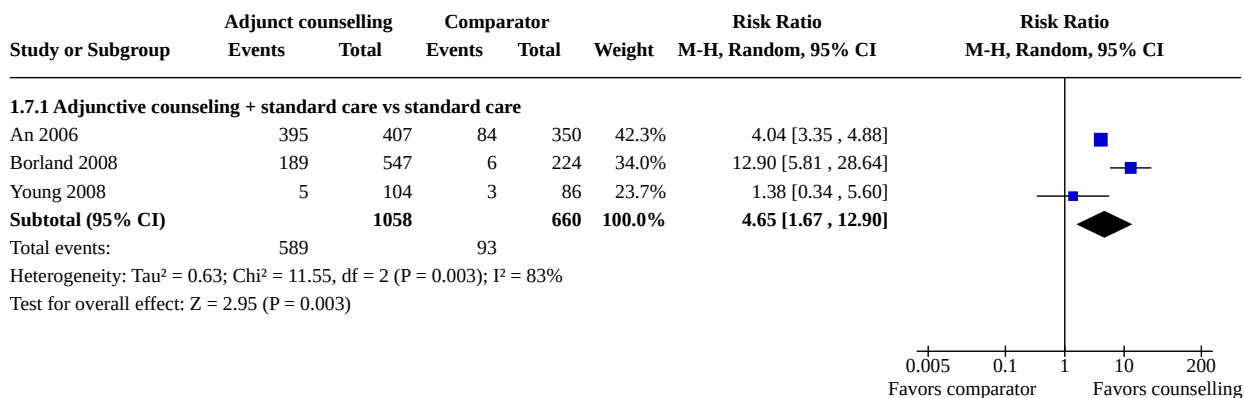 Adjunct counselling Comparator Risk Ratio Risk Ratio
Study or Subgroup Events Total Events Total Weight M-H, Random, 95% CI M-H, Random, 95% CI
1.7.1 Adjunctive counseling + standard care vs standard care
An 2006 395 407 84 350 42.3% 4.04 [3.35 , 4.88]
Borland 2008 189 547 6 224 34.0% 12.90 [5.81 , 28.64]
Young 2008 5 104 3 86 23.7% 1.38 [0.34 , 5.60]
Subtotal (95% CI) 1058 660 100.0% 4.65 [1.67 , 12.90]
Total events: 589 93
Heterogeneity: Tau² = 0.63; Chi² = 11.55, df = 2 (P = 0.003); I² = 83%
Test for overall effect: Z = 2.95 (P = 0.003)
0.005 0.1 1 10 200
Favors comparator Favors counselling